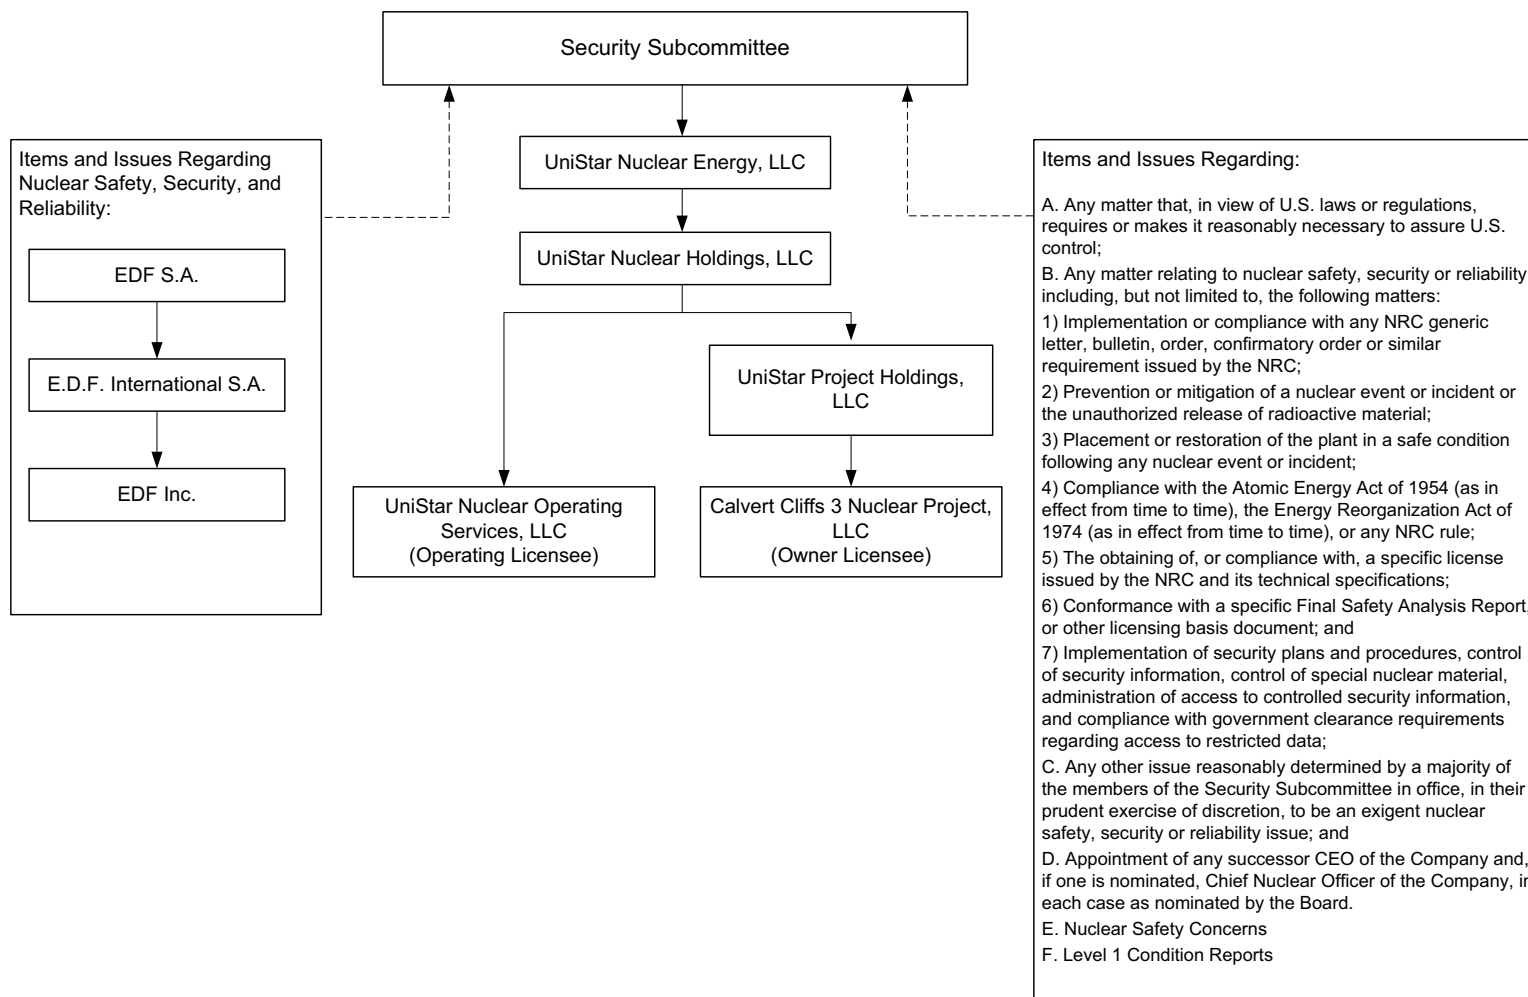 Security Subcommittee
Items and Issues Regarding
Nuclear Safety, Security, and
Reliability:
EDF S.A.
E.D.F. International S.A.
EDF Inc.
UniStar Nuclear Energy, LLC
UniStar Nuclear Holdings, LLC
UniStar Project Holdings,
LLC
UniStar Nuclear Operating
Services, LLC
(Operating Licensee)
Calvert Cliffs 3 Nuclear Project,
LLC
(Owner Licensee)
Items and Issues Regarding:
A. Any matter that, in view of U.S. laws or regulations,
requires or makes it reasonably necessary to assure U.S.
control;
B. Any matter relating to nuclear safety, security or reliability
including, but not limited to, the following matters:
1) Implementation or compliance with any NRC generic
letter, bulletin, order, confirmatory order or similar
requirement issued by the NRC;
2) Prevention or mitigation of a nuclear event or incident or
the unauthorized release of radioactive material;
3) Placement or restoration of the plant in a safe condition
following any nuclear event or incident;
4) Compliance with the Atomic Energy Act of 1954 (as in
effect from time to time), the Energy Reorganization Act of
1974 (as in effect from time to time), or any NRC rule;
5) The obtaining of, or compliance with, a specific license
issued by the NRC and its technical specifications;
6) Conformance with a specific Final Safety Analysis Report,
or other licensing basis document; and
7) Implementation of security plans and procedures, control
of security information, control of special nuclear material,
administration of access to controlled security information,
and compliance with government clearance requirements
regarding access to restricted data;
C. Any other issue reasonably determined by a majority of
the members of the Security Subcommittee in office, in their
prudent exercise of discretion, to be an exigent nuclear
safety, security or reliability issue; and
D. Appointment of any successor CEO of the Company and,
if one is nominated, Chief Nuclear Officer of the Company, in
each case as nominated by the Board.
E. Nuclear Safety Concerns
F. Level 1 Condition Reports